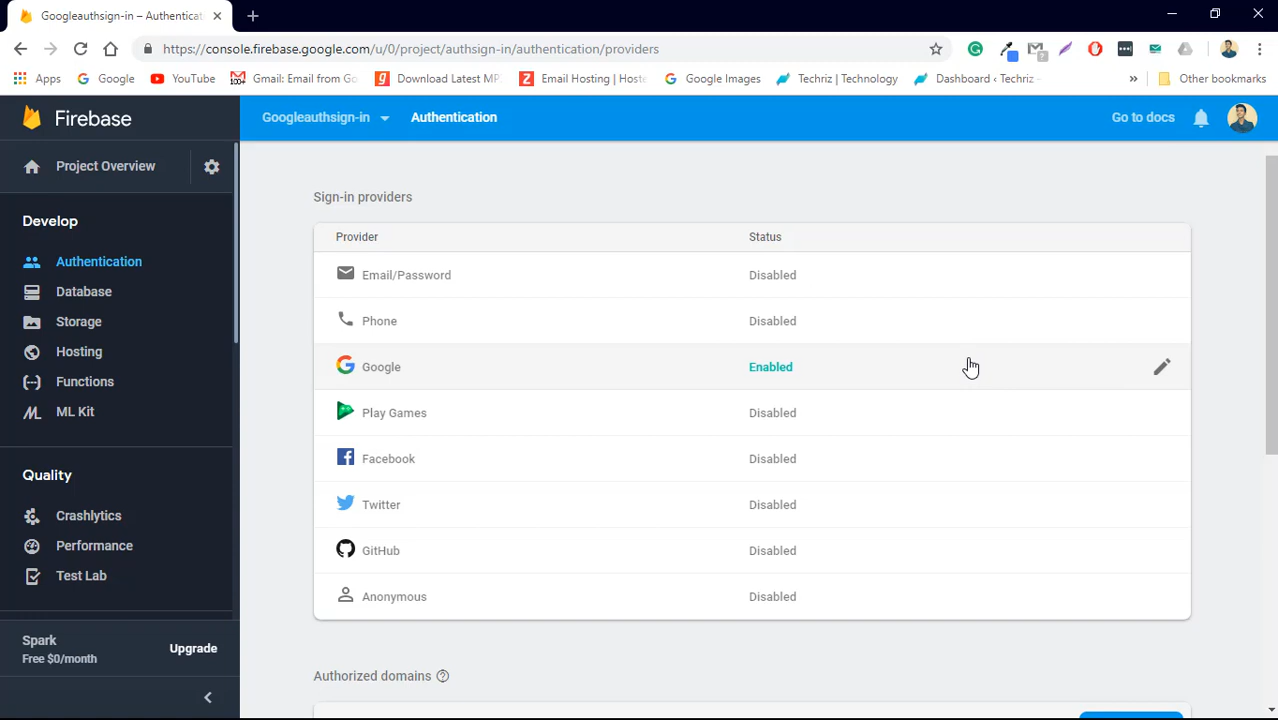 Googleauthsign-in – Authenticat
https://console.firebase.google.com/u/0/project/authsign-in/authentication/providers
Apps
Google
YouTube
100+
Gmail: Email from Go
Download Latest MP
Email Hosting | Hoste
Google Images
Techriz | Technology
Dashboard ‹ Techriz –
»
Other bookmarks
Firebase
Googleauthsign-in
Authentication
Go to docs
Project Overview
Develop
Authentication
Database
Storage
Hosting
Functions
ML Kit
Quality
Crashlytics
Performance
Test Lab
Spark
Free $0/month
Upgrade
Sign-in providers
Provider Status
Email/Password Disabled
Phone Disabled
Google Enabled
Play Games Disabled
Facebook Disabled
Twitter Disabled
GitHub Disabled
Anonymous Disabled
Authorized domains